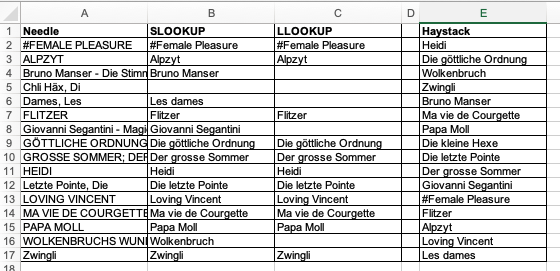 A B C D E
1 Needle SLOOKUP LLOOKUP Haystack
2 #FEMALE PLEASURE #Female Pleasure #Female Pleasure Heidi
3 ALPZYT Alpzyt Alpzyt Die göttliche Ordnung
4 Bruno Manser - Die Stimm Bruno Manser Wolkenbruch
5 Chli Häx, Di Zwingli
6 Dames, Les Les dames Bruno Manser
7 FLITZER Flitzer Flitzer Ma vie de Courgette
8 Giovanni Segantini - Magi Giovanni Segantini Papa Moll
9 GÖTTLICHE ORDNUNG Die göttliche Ordnung Die göttliche Ordnung Die kleine Hexe
10 GROSSE SOMMER; DER Der grosse Sommer Der grosse Sommer Die letzte Pointe
11 HEIDI Heidi Heidi Der grosse Sommer
12 Letzte Pointe, Die Die letzte Pointe Die letzte Pointe Giovanni Segantini
13 LOVING VINCENT Loving Vincent Loving Vincent #Female Pleasure
14 MA VIE DE COURGETTE Ma vie de Courgette Ma vie de Courgette Flitzer
15 PAPA MOLL Papa Moll Papa Moll Alpzyt
16 WOLKENBRUCHS WUN Wolkenbruch Loving Vincent
17 Zwingli Zwingli Zwingli Les dames
18